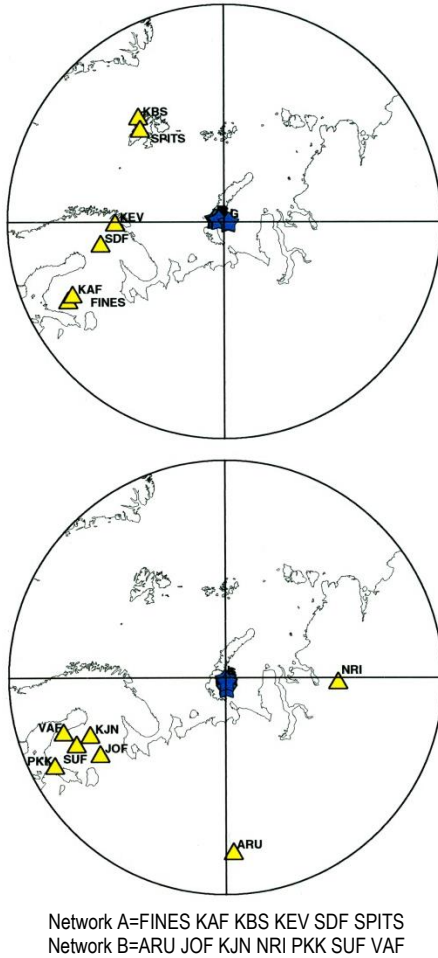 KBS
SPITS
G
KEV
SDF
KAF
FINES
NRI
VAF
KJN
SUF
JOF
PKK
ARU
Network A=FINES KAF KBS KEV SDF SPITS
Network B=ARU JOF KJN NRI PKK SUF VAF